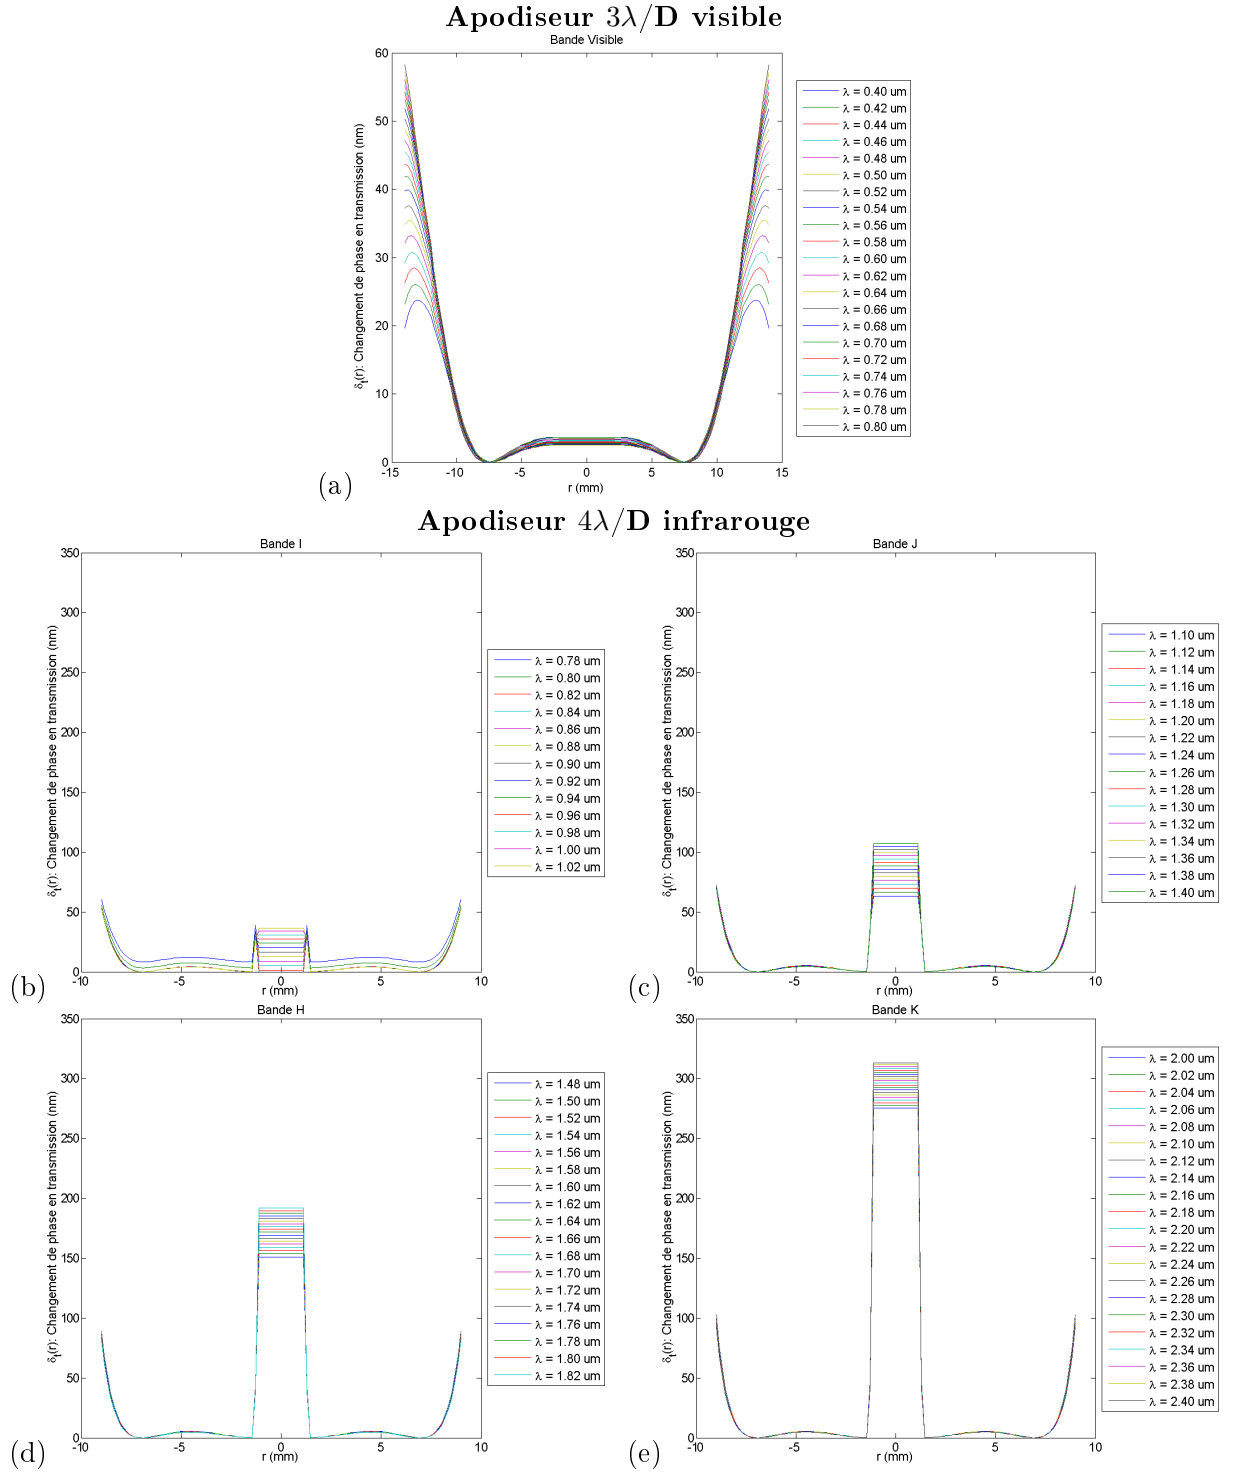 Apodiseur 3λ/D visible
Bande Visible
δt(r): Changement de phase en transmission (nm)
60
50
40
30
20
10
0
-15 -10 -5 0 5 10 15
r (mm)
λ = 0.40 um
λ = 0.42 um
λ = 0.44 um
λ = 0.46 um
λ = 0.48 um
λ = 0.50 um
λ = 0.52 um
λ = 0.54 um
λ = 0.56 um
λ = 0.58 um
λ = 0.60 um
λ = 0.62 um
λ = 0.64 um
λ = 0.66 um
λ = 0.68 um
λ = 0.70 um
λ = 0.72 um
λ = 0.74 um
λ = 0.76 um
λ = 0.78 um
λ = 0.80 um
(a)
Apodiseur 4λ/D infrarouge
Bande I
δt(r): Changement de phase en transmission (nm)
350
300
250
200
150
100
50
0
-10 -5 0 5 10
r (mm)
λ = 0.78 um
λ = 0.80 um
λ = 0.82 um
λ = 0.84 um
λ = 0.86 um
λ = 0.88 um
λ = 0.90 um
λ = 0.92 um
λ = 0.94 um
λ = 0.96 um
λ = 0.98 um
λ = 1.00 um
λ = 1.02 um
(b)
Bande J
δt(r): Changement de phase en transmission (nm)
350
300
250
200
150
100
50
0
-10 -5 0 5 10
r (mm)
λ = 1.10 um
λ = 1.12 um
λ = 1.14 um
λ = 1.16 um
λ = 1.18 um
λ = 1.20 um
λ = 1.22 um
λ = 1.24 um
λ = 1.26 um
λ = 1.28 um
λ = 1.30 um
λ = 1.32 um
λ = 1.34 um
λ = 1.36 um
λ = 1.38 um
λ = 1.40 um
(c)
Bande H
δt(r): Changement de phase en transmission (nm)
350
300
250
200
150
100
50
0
-10 -5 0 5 10
r (mm)
λ = 1.48 um
λ = 1.50 um
λ = 1.52 um
λ = 1.54 um
λ = 1.56 um
λ = 1.58 um
λ = 1.60 um
λ = 1.62 um
λ = 1.64 um
λ = 1.66 um
λ = 1.68 um
λ = 1.70 um
λ = 1.72 um
λ = 1.74 um
λ = 1.76 um
λ = 1.78 um
λ = 1.80 um
λ = 1.82 um
(d)
Bande K
δt(r): Changement de phase en transmission (nm)
350
300
250
200
150
100
50
0
-10 -5 0 5 10
r (mm)
λ = 2.00 um
λ = 2.02 um
λ = 2.04 um
λ = 2.06 um
λ = 2.08 um
λ = 2.10 um
λ = 2.12 um
λ = 2.14 um
λ = 2.16 um
λ = 2.18 um
λ = 2.20 um
λ = 2.22 um
λ = 2.24 um
λ = 2.26 um
λ = 2.28 um
λ = 2.30 um
λ = 2.32 um
λ = 2.34 um
λ = 2.36 um
λ = 2.38 um
λ = 2.40 um
(e)